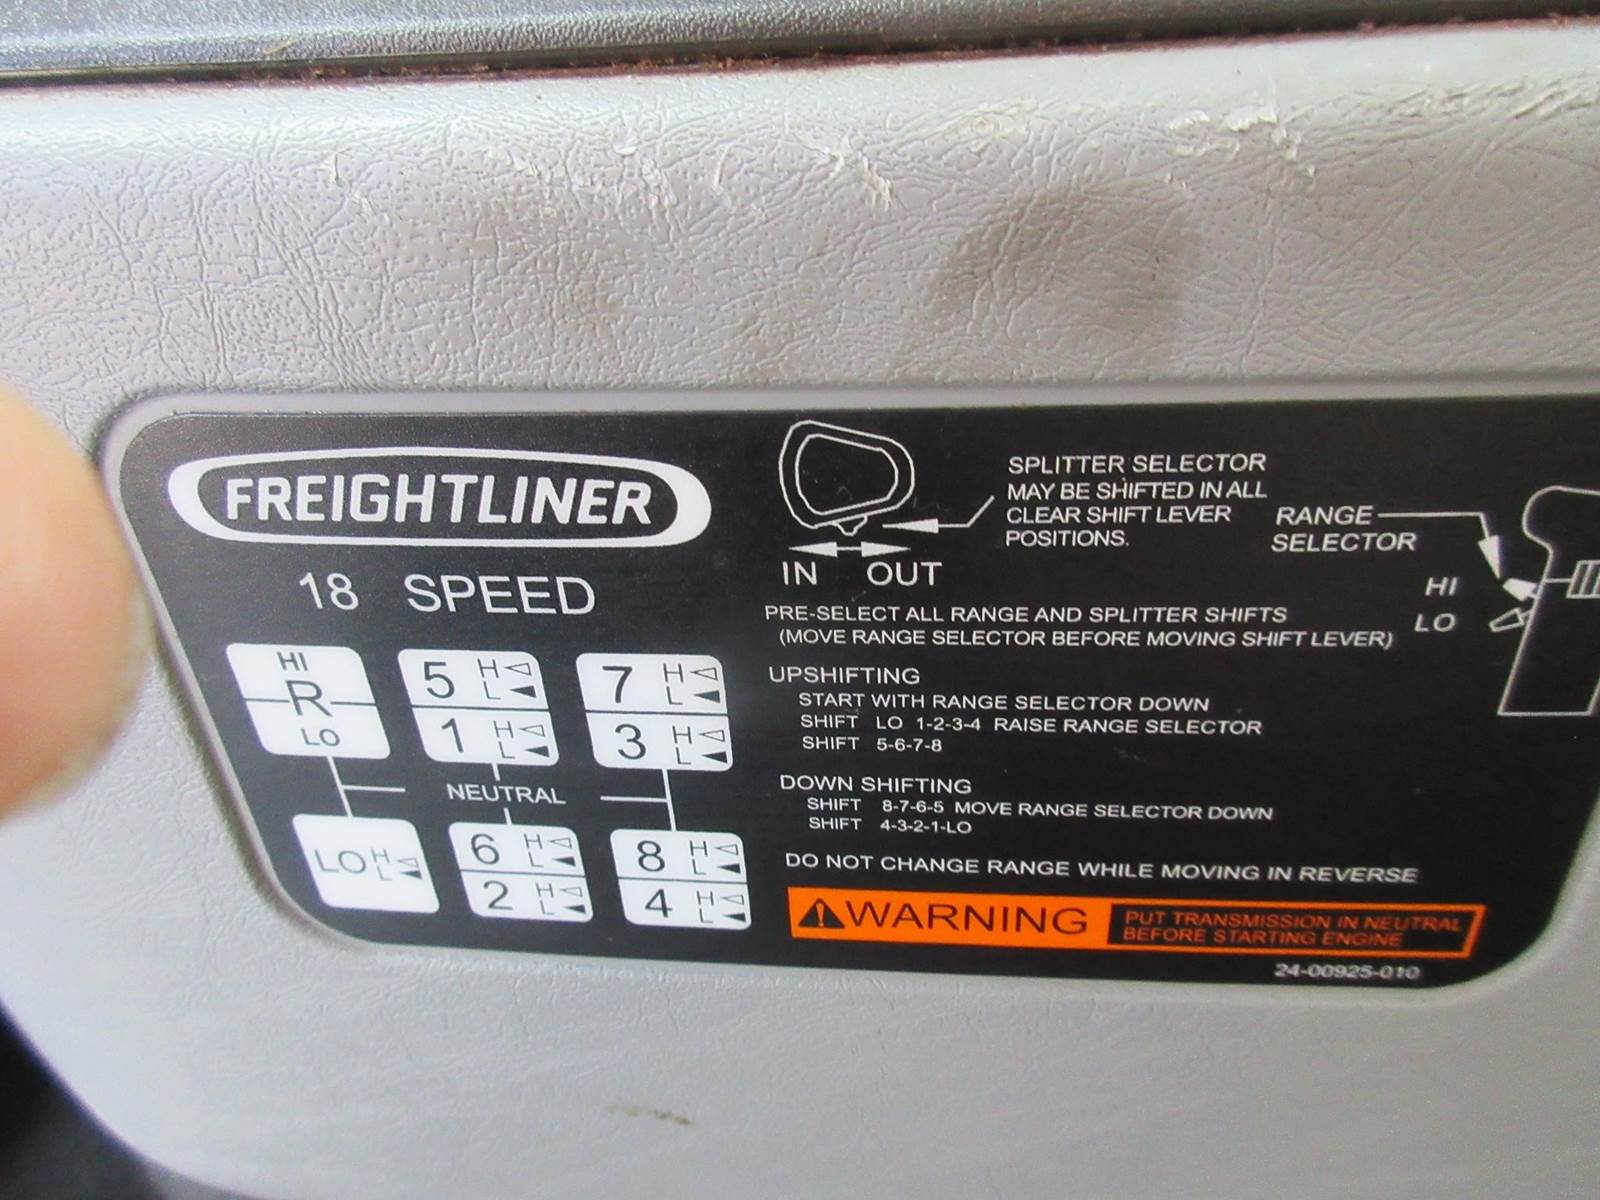 FREIGHTLINER
18 SPEED
HI
R
LO
5 H L
1 H L
7 H L
3 H L
NEUTRAL
LO H L
6 H L
2 H L
8 H L
4 H L
SPLITTER SELECTOR
MAY BE SHIFTED IN ALL
CLEAR SHIFT LEVER
POSITIONS.
IN OUT
RANGE
SELECTOR
HI
LO
PRE-SELECT ALL RANGE AND SPLITTER SHIFTS
(MOVE RANGE SELECTOR BEFORE MOVING SHIFT LEVER)
UPSHIFTING
START WITH RANGE SELECTOR DOWN
SHIFT LO 1-2-3-4 RAISE RANGE SELECTOR
SHIFT 5-6-7-8
DOWN SHIFTING
SHIFT 8-7-6-5 MOVE RANGE SELECTOR DOWN
SHIFT 4-3-2-1-LO
DO NOT CHANGE RANGE WHILE MOVING IN REVERSE
WARNING
PUT TRANSMISSION IN NEUTRAL
BEFORE STARTING ENGINE
24-00925-010